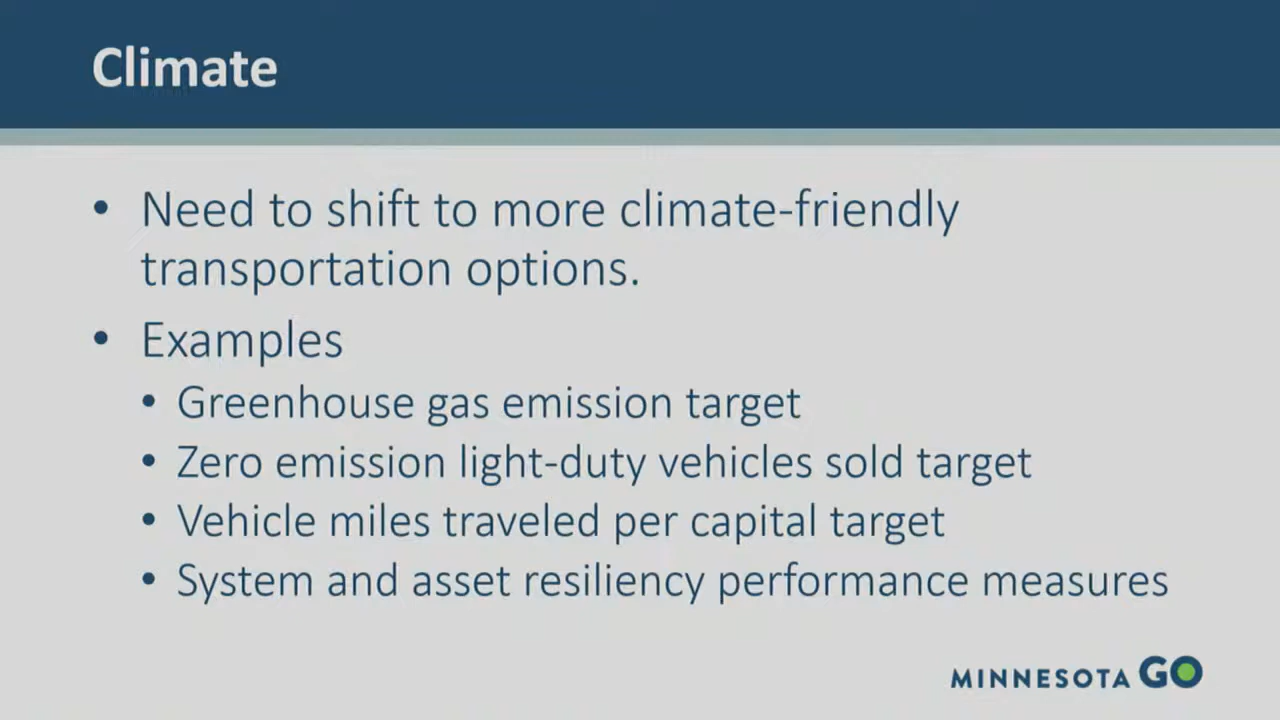 Climate
• Need to shift to more climate-friendly
transportation options.
• Examples
• Greenhouse gas emission target
• Zero emission light-duty vehicles sold target
• Vehicle miles traveled per capital target
• System and asset resiliency performance measures
MINNESOTA GO